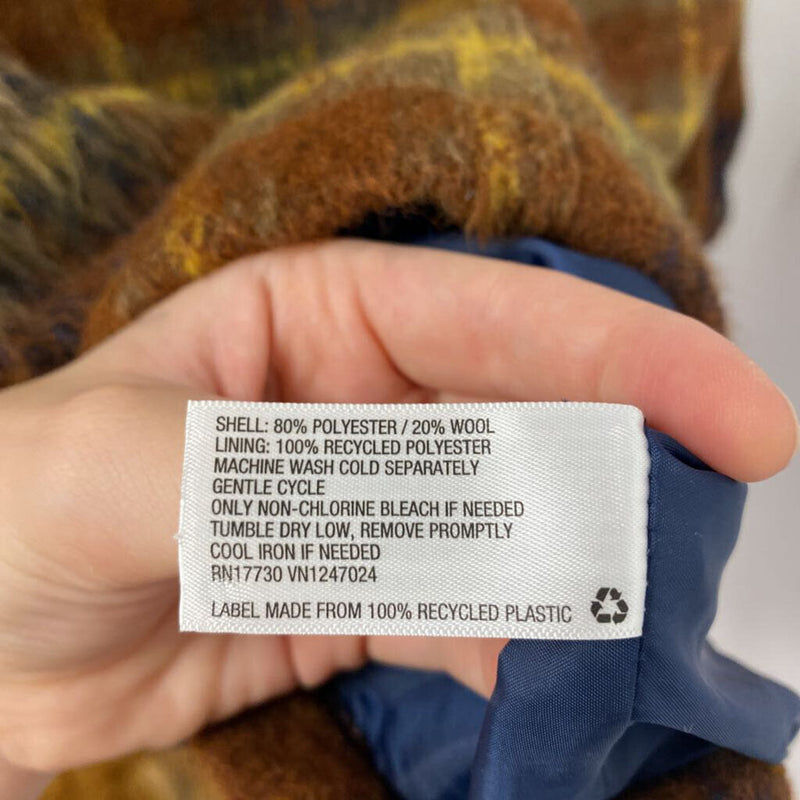 SHELL: 80% POLYESTER / 20% WOOL
LINING: 100% RECYCLED POLYESTER
MACHINE WASH COLD SEPARATELY
GENTLE CYCLE
ONLY NON-CHLORINE BLEACH IF NEEDED
TUMBLE DRY LOW, REMOVE PROMPTLY
COOL IRON IF NEEDED
RN17730 VN1247024
LABEL MADE FROM 100% RECYCLED PLASTIC